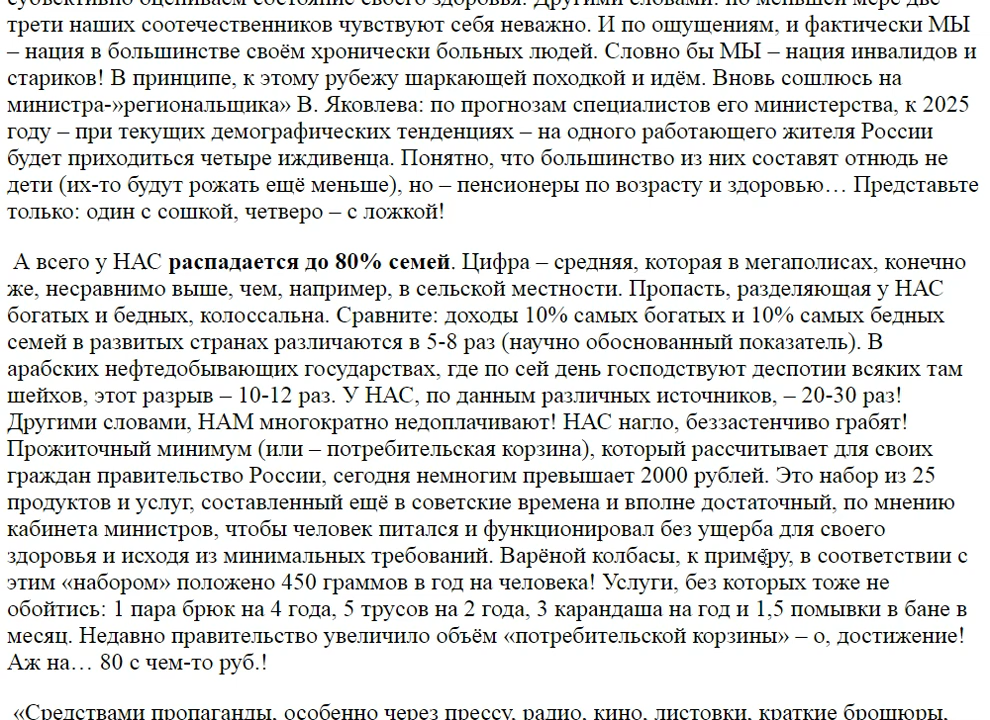 субъективно оцениваем состояние своего здоровья. Другими словами: по меньшей мере две
трети наших соотечественников чувствуют себя неважно. И по ощущениям, и фактически МЫ
– нация в большинстве своём хронически больных людей. Словно бы МЫ – нация инвалидов и
стариков! В принципе, к этому рубежу шаркающей походкой и идём. Вновь сошлюсь на
министра-»региональщика» В. Яковлева: по прогнозам специалистов его министерства, к 2025
году – при текущих демографических тенденциях – на одного работающего жителя России
будет приходиться четыре иждивенца. Понятно, что большинство из них составят отнюдь не
дети (их-то будут рожать ещё меньше), но – пенсионеры по возрасту и здоровью… Представьте
только: один с сошкой, четверо – с ложкой!
А всего у НАС распадается до 80% семей. Цифра – средняя, которая в мегаполисах, конечно
же, несравнимо выше, чем, например, в сельской местности. Пропасть, разделяющая у НАС
богатых и бедных, колоссальна. Сравните: доходы 10% самых богатых и 10% самых бедных
семей в развитых странах различаются в 5-8 раз (научно обоснованный показатель). В
арабских нефтедобывающих государствах, где по сей день господствуют деспотии всяких там
шейхов, этот разрыв – 10-12 раз. У НАС, по данным различных источников, – 20-30 раз!
Другими словами, НАМ многократно недоплачивают! НАС нагло, беззастенчиво грабят!
Прожиточный минимум (или – потребительская корзина), который рассчитывает для своих
граждан правительство России, сегодня немногим превышает 2000 рублей. Это набор из 25
продуктов и услуг, составленный ещё в советские времена и вполне достаточный, по мнению
кабинета министров, чтобы человек питался и функционировал без ущерба для своего
здоровья и исходя из минимальных требований. Варёной колбасы, к примеру, в соответствии с
этим «набором» положено 450 граммов в год на человека! Услуги, без которых тоже не
обойтись: 1 пара брюк на 4 года, 5 трусов на 2 года, 3 карандаша на год и 1,5 помывки в бане в
месяц. Недавно правительство увеличило объём «потребительской корзины» – о, достижение!
Аж на… 80 с чем-то руб.!
«Средствами пропаганды, особенно через прессу, радио, кино, листовки, краткие брошюры,